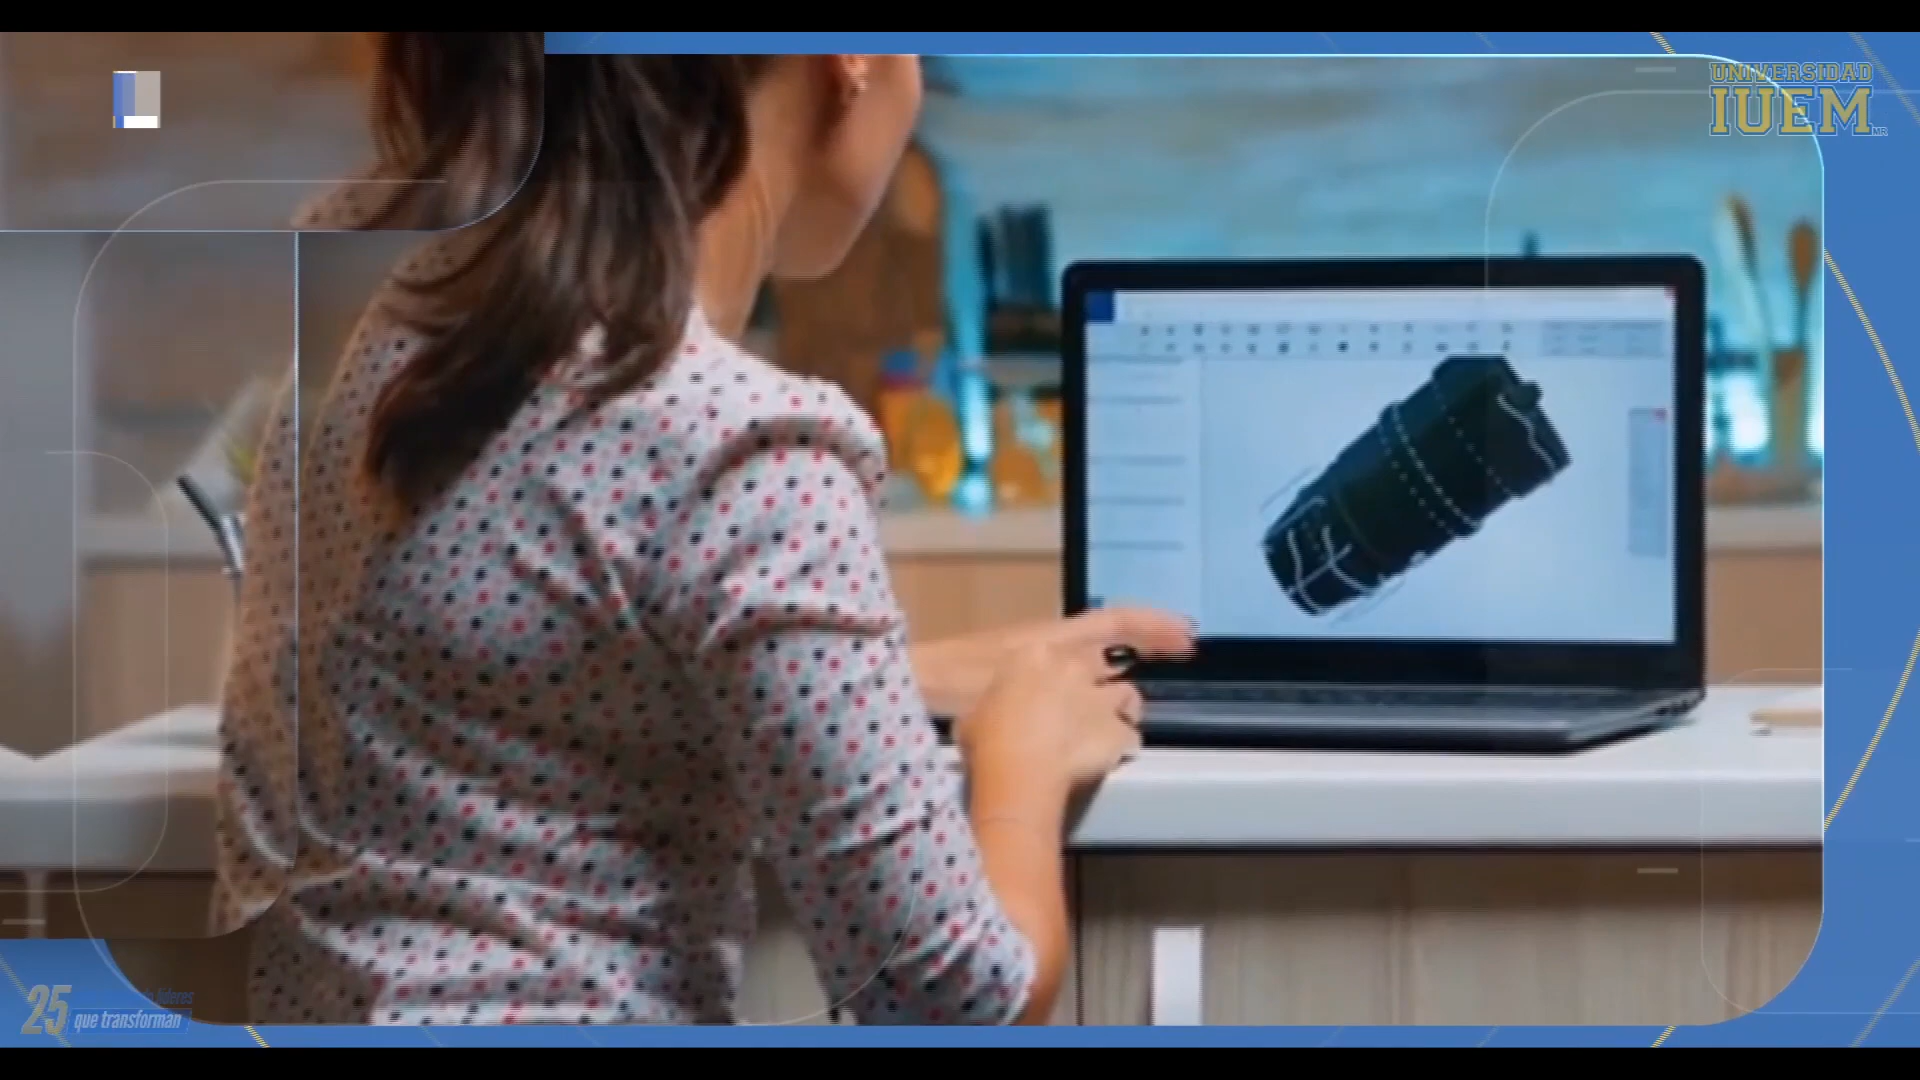 UNIVERSIDAD
IUEM
MR
25
líderes
que transforman